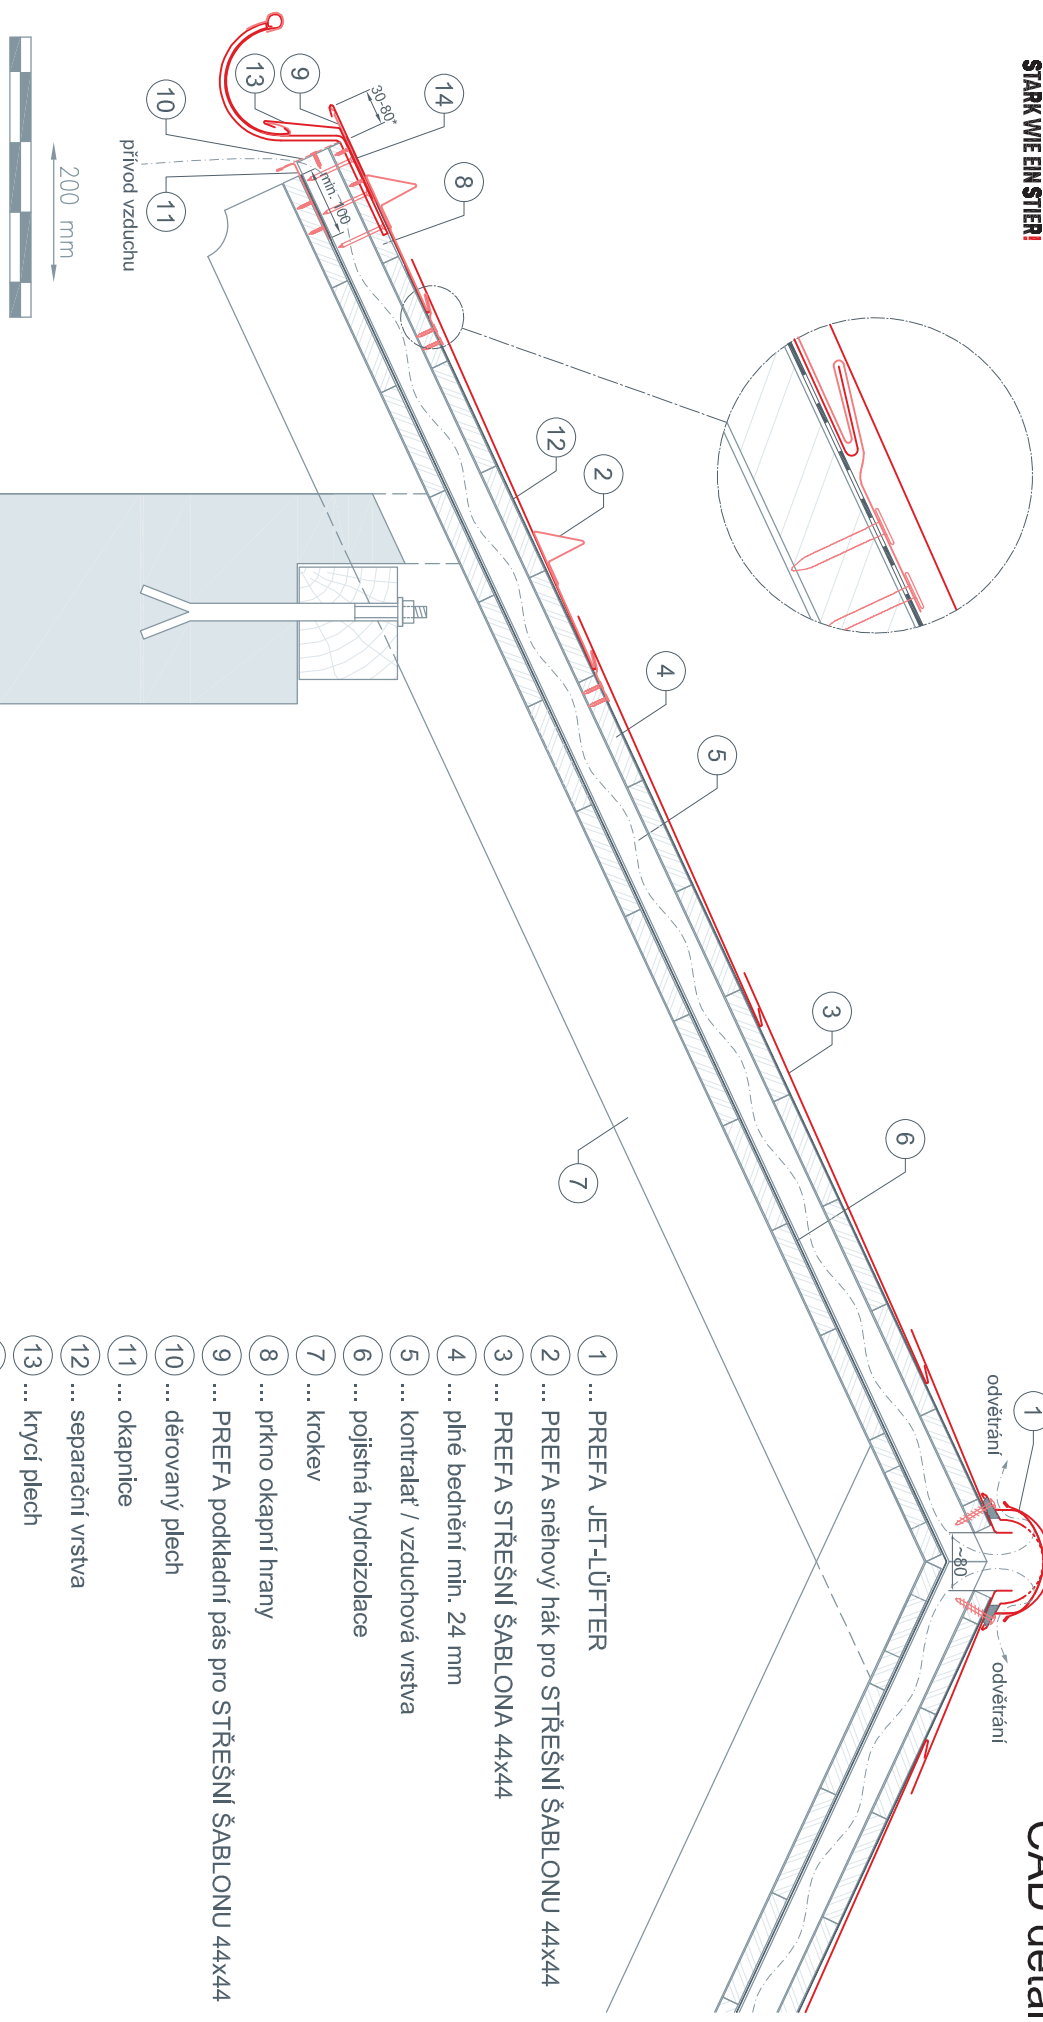 STARK WIE EIN STIER!
CAD detail
1
odvětrání
odvětrání
~80
14
30-80*
9
13
10
11
přívod vzduchu
min. 100
8
12
2
4
5
3
6
7
200 mm
1 ... PREFA JET-LÜFTER
2 ... PREFA sněhový hák pro STŘEŠNÍ ŠABLONU 44x44
3 ... PREFA STŘEŠNÍ ŠABLONA 44x44
4 ... plné bednění min. 24 mm
5 ... kontralať / vzduchová vrstva
6 ... pojistná hydroizolace
7 ... krokev
8 ... prkno okapní hrany
9 ... PREFA podkladní pás pro STŘEŠNÍ ŠABLONU 44x44
10 ... děrovaný plech
11 ... okapnice
12 ... separační vrstva
13 ... krycí plech